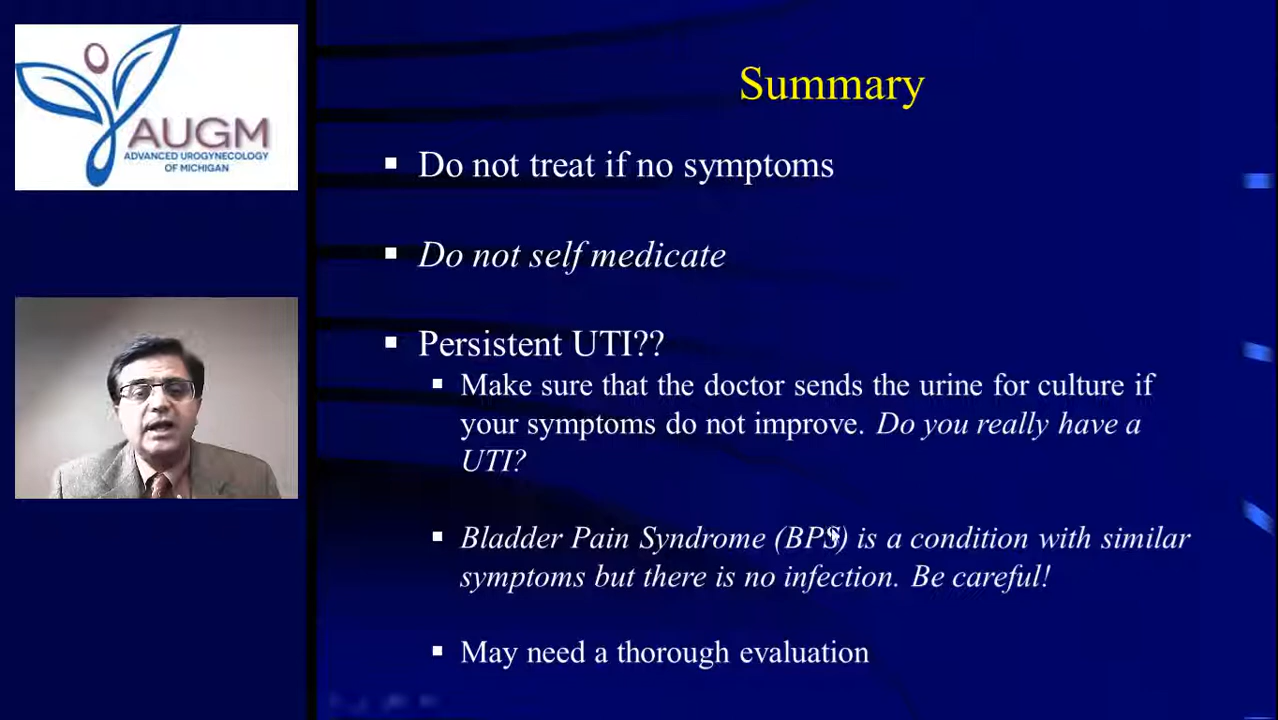 AUGM
ADVANCED UROGYNECOLOGY
OF MICHIGAN
Summary
Do not treat if no symptoms
Do not self medicate
Persistent UTI??
Make sure that the doctor sends the urine for culture if
your symptoms do not improve. Do you really have a
UTI?
Bladder Pain Syndrome (BPS) is a condition with similar
symptoms but there is no infection. Be careful!
May need a thorough evaluation